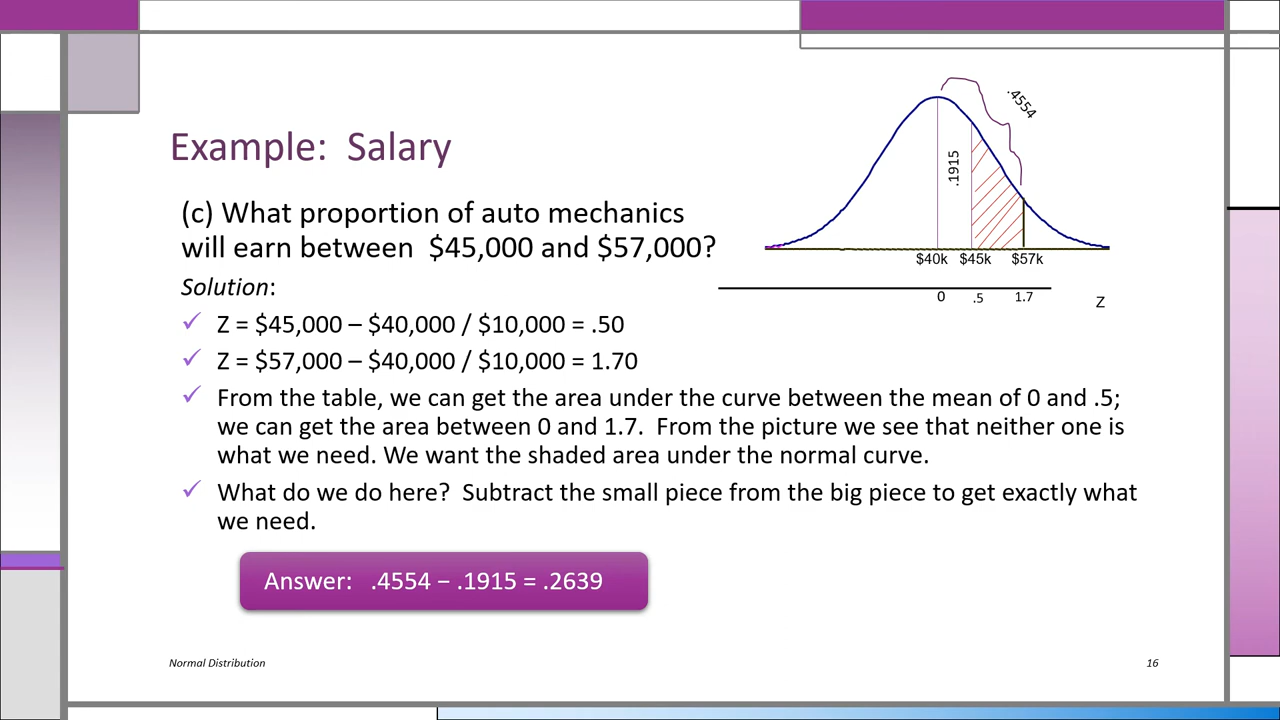 Example:  Salary
.4554
.1915
$40k $45k $57k
0 .5 1.7 Z
(c) What proportion of auto mechanics
will earn between  $45,000 and $57,000?
Solution:
✓ Z = $45,000 – $40,000 / $10,000 = .50
✓ Z = $57,000 – $40,000 / $10,000 = 1.70
✓ From the table, we can get the area under the curve between the mean of 0 and .5;
we can get the area between 0 and 1.7.  From the picture we see that neither one is
what we need. We want the shaded area under the normal curve.
✓ What do we do here?  Subtract the small piece from the big piece to get exactly what
we need.
Answer:   .4554 − .1915 = .2639
Normal Distribution
16